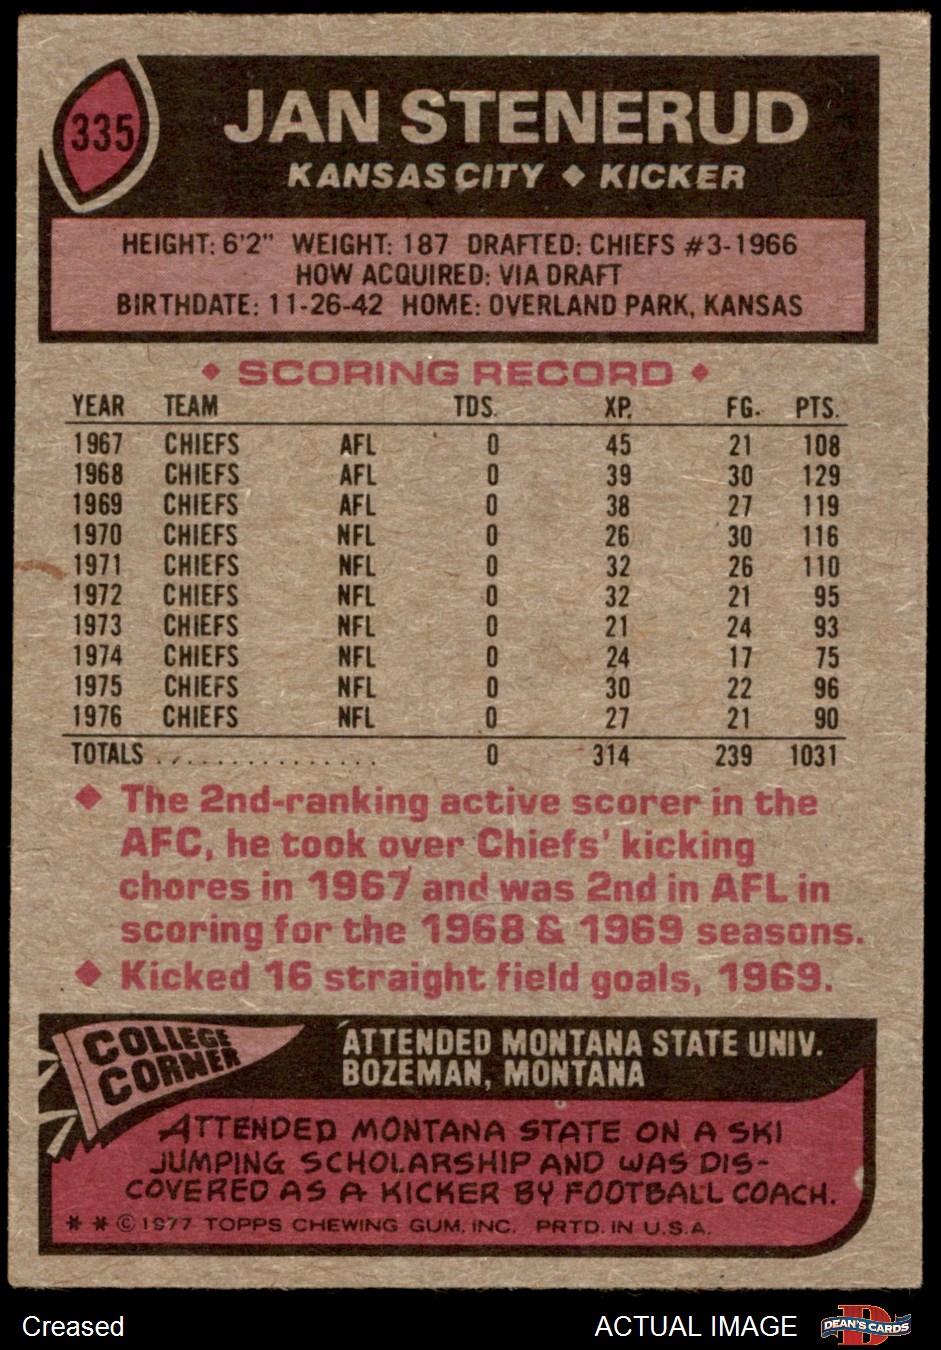 335
JAN STENERUD
KANSAS CITY ◆ KICKER
HEIGHT: 6'2" WEIGHT: 187 DRAFTED: CHIEFS #3-1966
HOW ACQUIRED: VIA DRAFT
BIRTHDATE: 11-26-42 HOME: OVERLAND PARK, KANSAS
◆ SCORING RECORD ◆
YEAR TEAM TDS. XP. FG. PTS.
1967 CHIEFS AFL 0 45 21 108
1968 CHIEFS AFL 0 39 30 129
1969 CHIEFS AFL 0 38 27 119
1970 CHIEFS NFL 0 26 30 116
1971 CHIEFS NFL 0 32 26 110
1972 CHIEFS NFL 0 32 21 95
1973 CHIEFS NFL 0 21 24 93
1974 CHIEFS NFL 0 24 17 75
1975 CHIEFS NFL 0 30 22 96
1976 CHIEFS NFL 0 27 21 90
TOTALS . . . . . . . . . . . . . . . 0 314 239 1031
◆ The 2nd-ranking active scorer in the
AFC, he took over Chiefs' kicking
chores in 1967 and was 2nd in AFL in
scoring for the 1968 & 1969 seasons.
◆ Kicked 16 straight field goals, 1969.
COLLEGE
CORNER
ATTENDED MONTANA STATE UNIV.
BOZEMAN, MONTANA
ATTENDED MONTANA STATE ON A SKI
JUMPING SCHOLARSHIP AND WAS DIS-
COVERED AS A KICKER BY FOOTBALL COACH.
* * © 1977 TOPPS CHEWING GUM, INC. PRTD. IN U.S.A.
Creased
ACTUAL IMAGE
D
DEAN'S CARDS